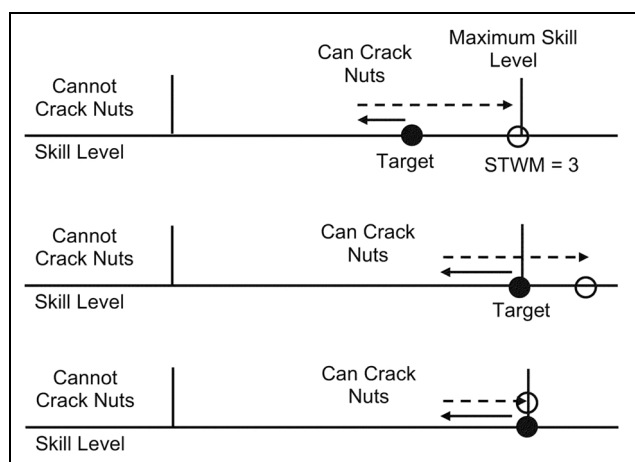 Maximum Skill
Level
Can Crack
Nuts
Cannot
Crack Nuts
Skill Level
Target
STWM = 3
Cannot
Crack Nuts
Can Crack
Nuts
Skill Level
Target
Cannot
Crack Nuts
Can Crack
Nuts
Skill Level